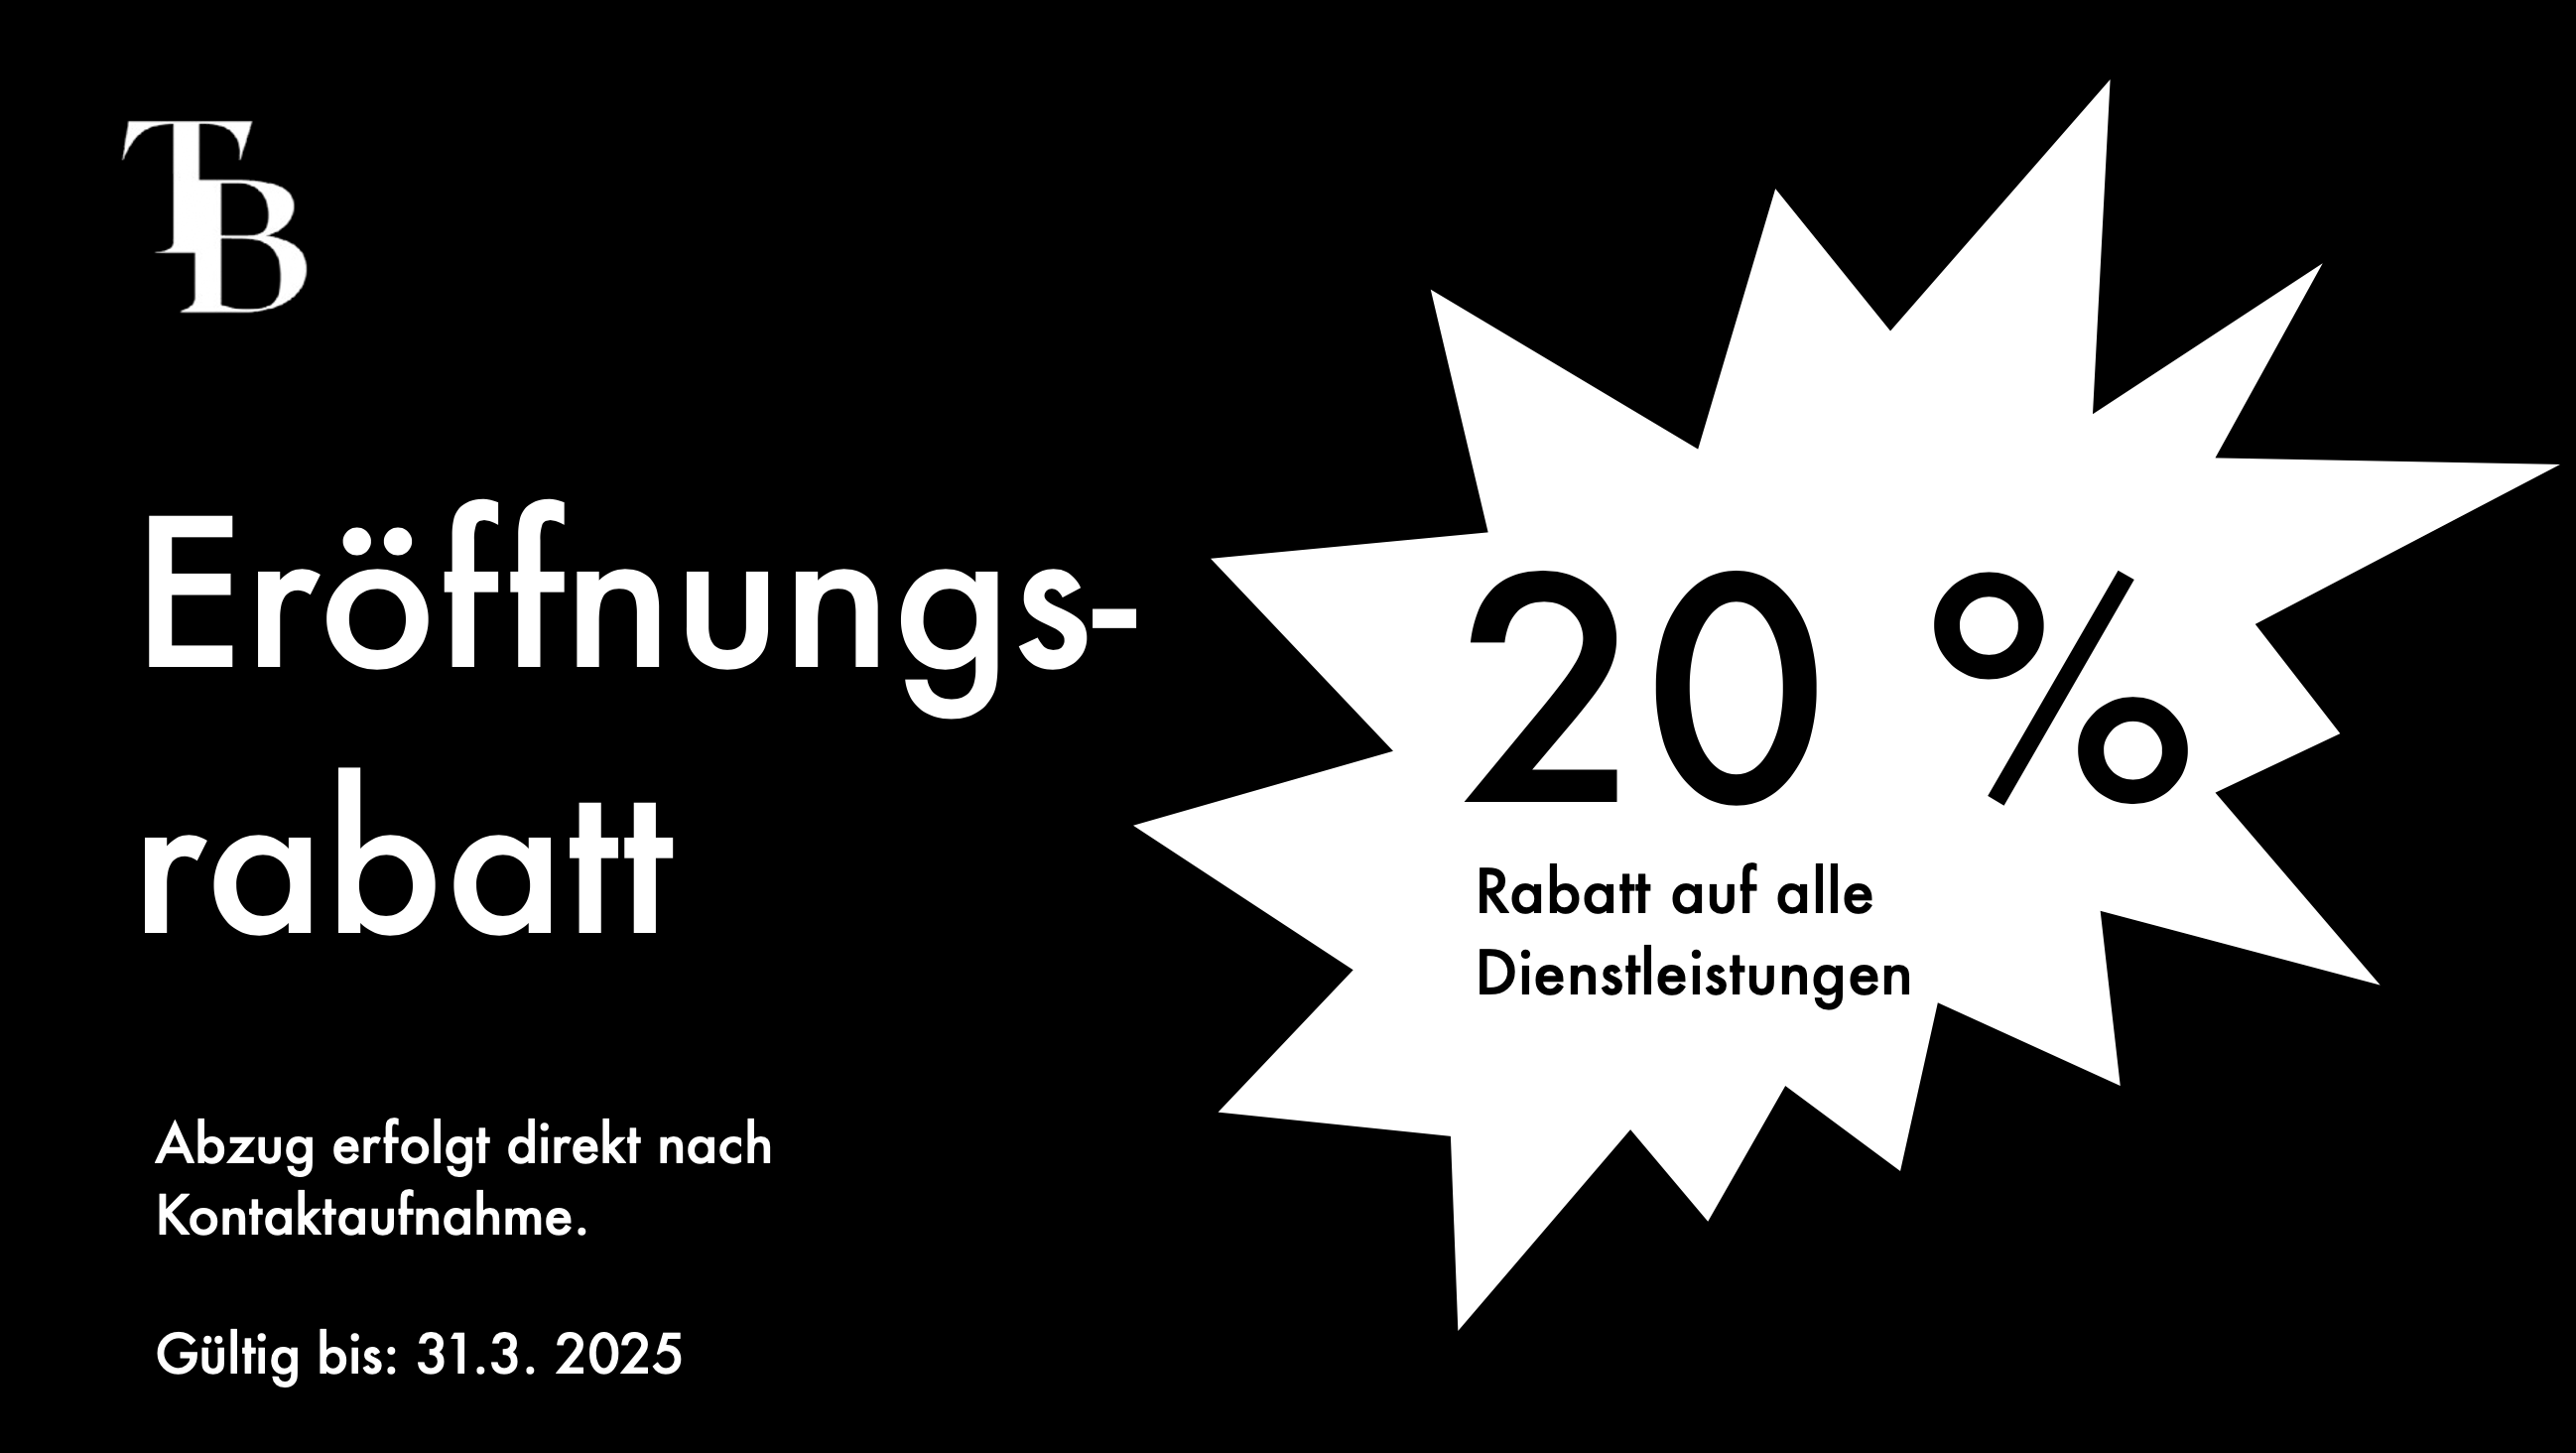 TB
Eröffnungs-
rabatt
20 %
Rabatt auf alle
Dienstleistungen
Abzug erfolgt direkt nach
Kontaktaufnahme.
Gültig bis: 31.3. 2025